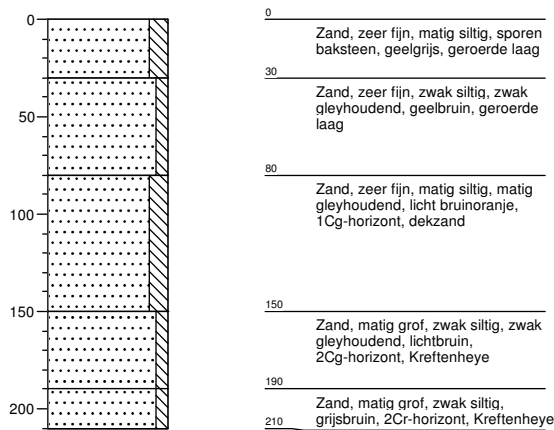 0
0
Zand, zeer fijn, matig siltig, sporen
baksteen, geelgrijs, geroerde laag
30
Zand, zeer fijn, zwak siltig, zwak
gleyhoudend, geelbruin, geroerde
laag
50
80
Zand, zeer fijn, matig siltig, matig
gleyhoudend, licht bruinoranje,
1Cg-horizont, dekzand
100
150
150
Zand, matig grof, zwak siltig, zwak
gleyhoudend, lichtbruin,
2Cg-horizont, Kreftenheye
190
Zand, matig grof, zwak siltig,
grijsbruin, 2Cr-horizont, Kreftenheye
200
210